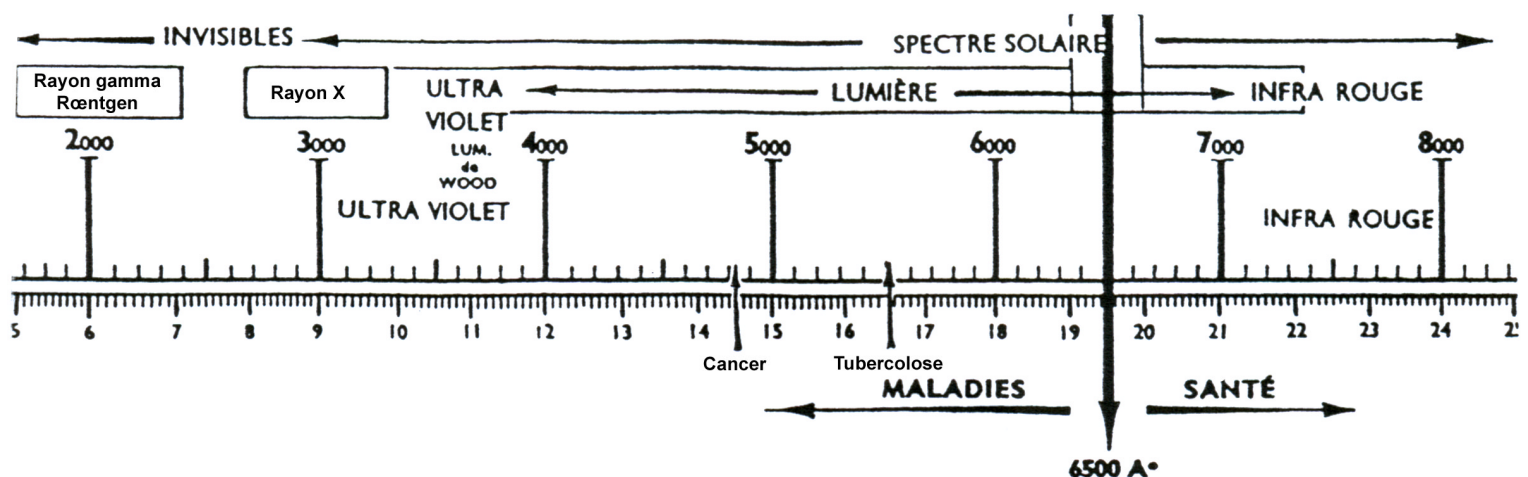 INVISIBLES
SPECTRE SOLAIRE
Rayon gamma
Rœntgen
Rayon X
ULTRA
VIOLET
LUMIÈRE
INFRA ROUGE
LUM.
de
WOOD
2000 3000 4000 5000 6000 7000 8000
ULTRA VIOLET
INFRA ROUGE
5 6 7 8 9 10 11 12 13 14 15 16 17 18 19 20 21 22 23 24
Cancer
Tubercolose
MALADIES
SANTÉ
6500 A°